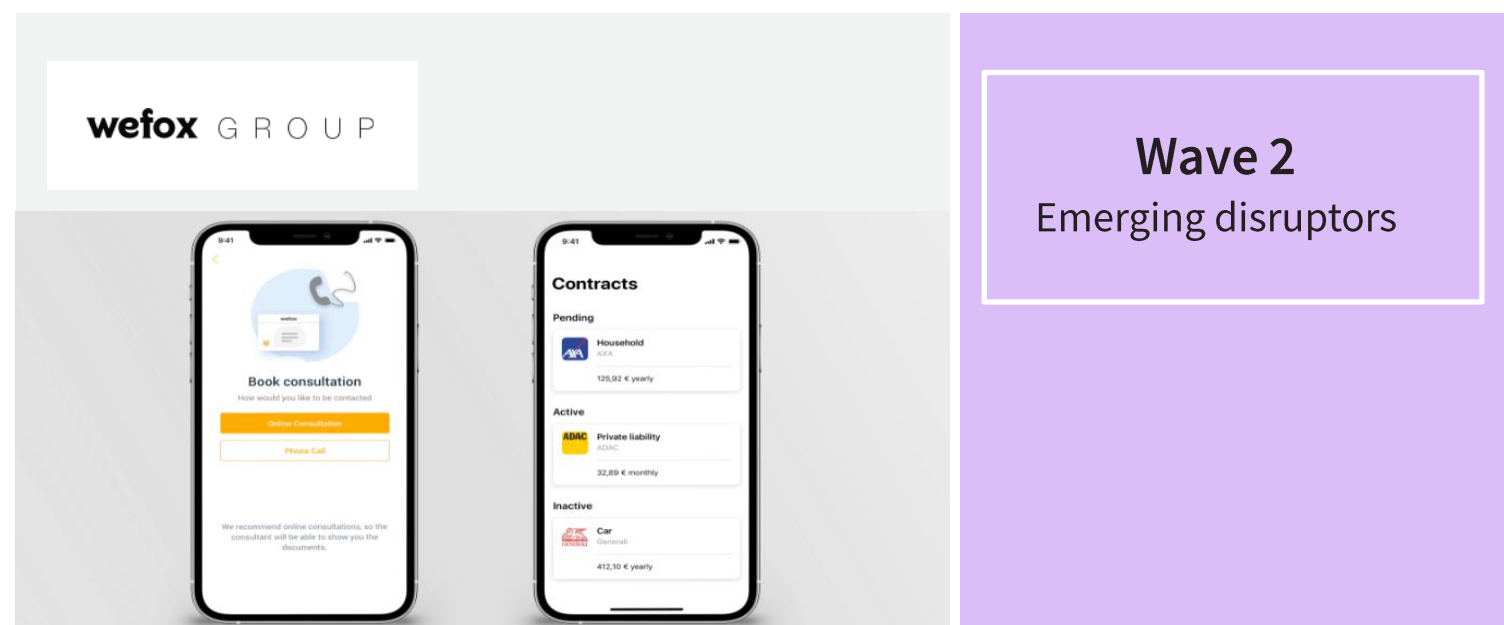 wefox GROUP
Wave 2
Emerging disruptors
9:41
wefox
Book consultation
How would you like to be contacted
Online Consultation
Phone Call
We recommend online consultations, so the
consultant will be able to show you the
documents.
9:41
Contracts
Pending
AXA
Household
AXA
125,92 € yearly
Active
ADAC
Private liability
ADAC
32,89 € monthly
Inactive
GENERALI
Car
Generali
412,10 € yearly